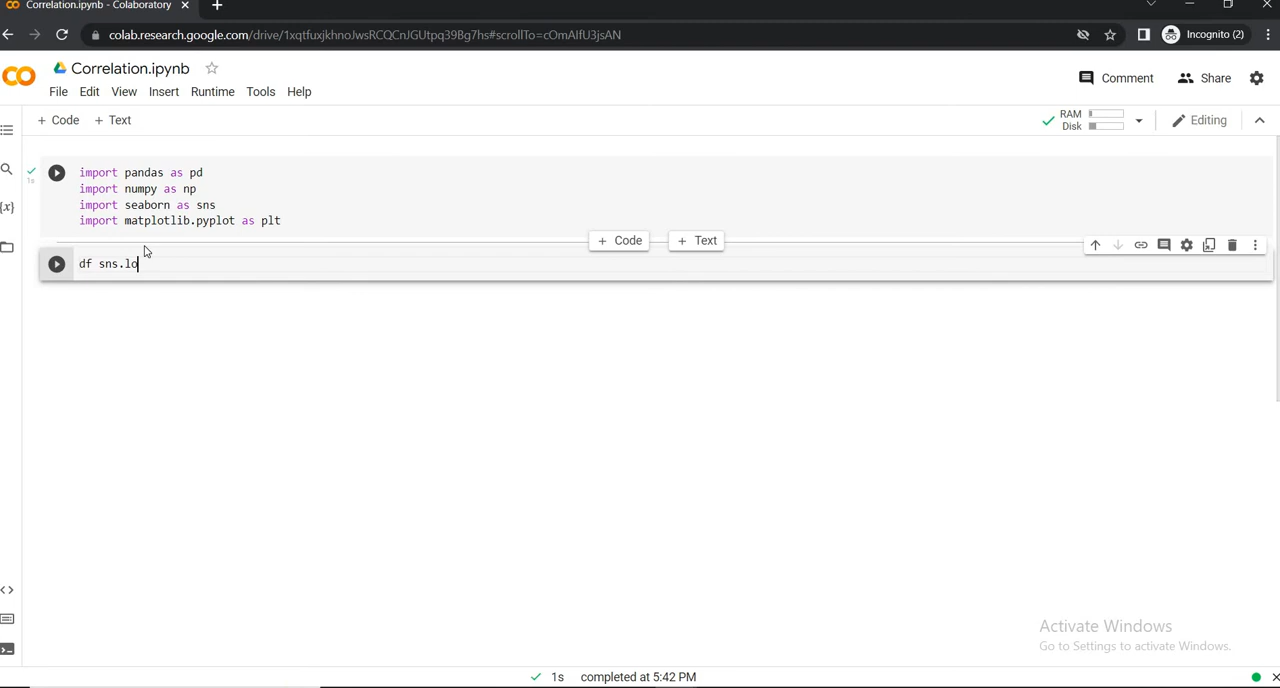 Correlation.ipynb - Colaboratory
colab.research.google.com/drive/1xqtfuxjkhnoJwsRCQCnJGUtpq39Bg7hs#scrollTo=cOmAIfU3jsAN
Incognito (2)
CO Correlation.ipynb
Comment Share
File Edit View Insert Runtime Tools Help
+ Code + Text
RAM
Disk
Editing
1s
import pandas as pd
import numpy as np
import seaborn as sns
import matplotlib.pyplot as plt
+ Code + Text
df sns.lo
{x}
Activate Windows
Go to Settings to activate Windows.
1s completed at 5:42 PM